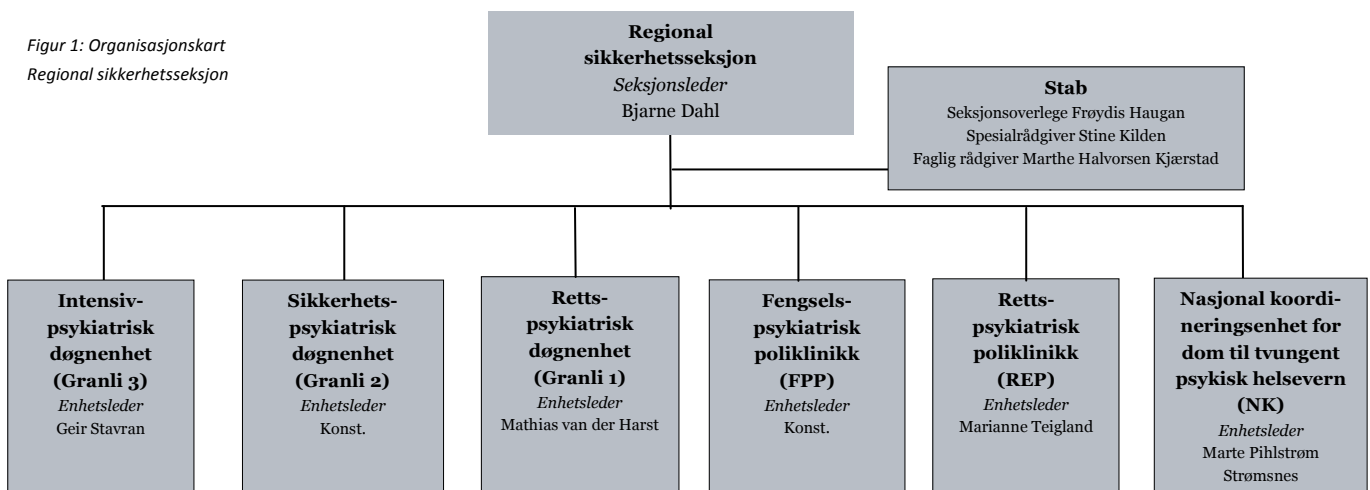 Figur 1: Organisasjonskart
Regional sikkerhetsseksjon
Regional
sikkerhetsseksjon
Seksjonsleder
Bjarne Dahl
Stab
Seksjonsoverlege Frøydis Haugan
Spesialrådgiver Stine Kilden
Faglig rådgiver Marthe Halvorsen Kjærstad
Intensiv-
psykiatrisk
døgnenhet
(Granli 3)
Enhetsleder
Geir Stavran
Sikkerhets-
psykiatrisk
døgnenhet
(Granli 2)
Enhetsleder
Konst.
Retts-
psykiatrisk
døgnenhet
(Granli 1)
Enhetsleder
Mathias van der Harst
Fengsels-
psykiatrisk
poliklinikk
(FPP)
Enhetsleder
Konst.
Retts-
psykiatrisk
poliklinikk
(REP)
Enhetsleder
Marianne Teigland
Nasjonal koordi-
neringsenhet for
dom til tvungent
psykisk helsevern
(NK)
Enhetsleder
Marte Pihlstrøm
Strømsnes